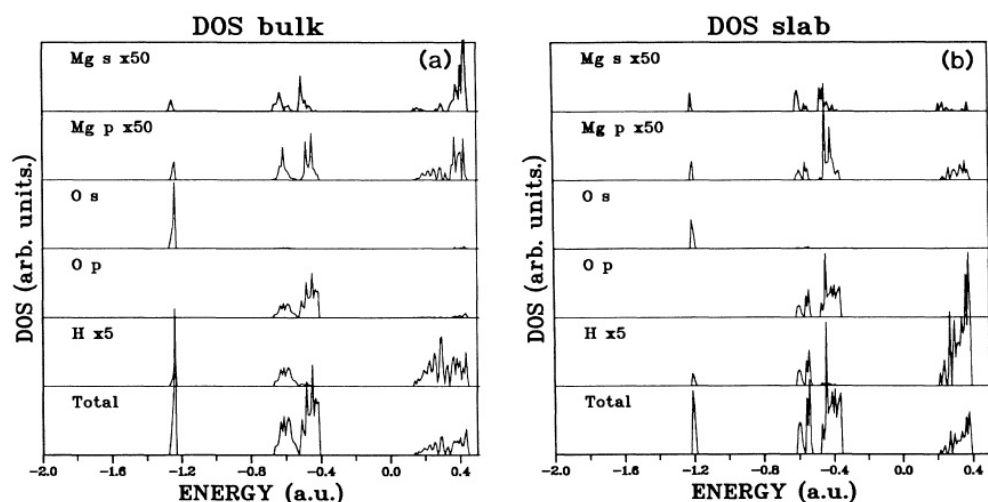 DOS bulk
(a)
Mg s x50
Mg p x50
O s
O p
H x5
Total
DOS (arb. units.)
-2.0 -1.6 -1.2 -0.8 -0.4 0.0 0.4
ENERGY (a.u.)
DOS slab
(b)
Mg s x50
Mg p x50
O s
O p
H x5
Total
DOS (arb. units.)
-2.0 -1.6 -1.2 -0.8 -0.4 0.0 0.4
ENERGY (a.u.)